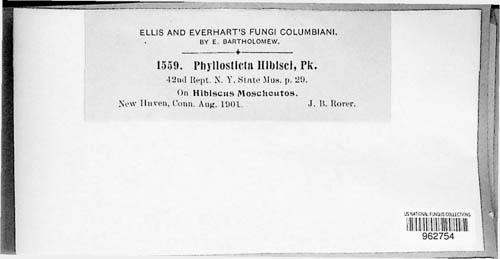 ELLIS AND EVERHART'S FUNGI COLUMBIANI.
BY E. BARTHOLOMEW.
1559. Phyllosticta Hibisci, Pk.
42nd Rept. N. Y. State Mus. p. 29.
On Hibiscus Moscheutos.
New Haven, Conn. Aug. 1901. J. B. Rorer.
US NATIONAL FUNGUS COLLECTIONS
962754